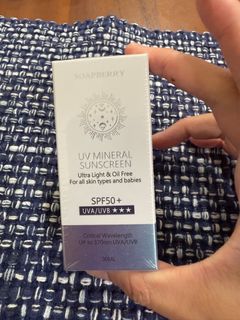 SOAPBERRY
UV MINERAL
SUNSCREEN
Ultra Light & Oil Free
For all skin types and babies
SPF50+
UVA/UVB ★★★
Critical Wavelength
UP to 370nm UVA/UVB
50ML